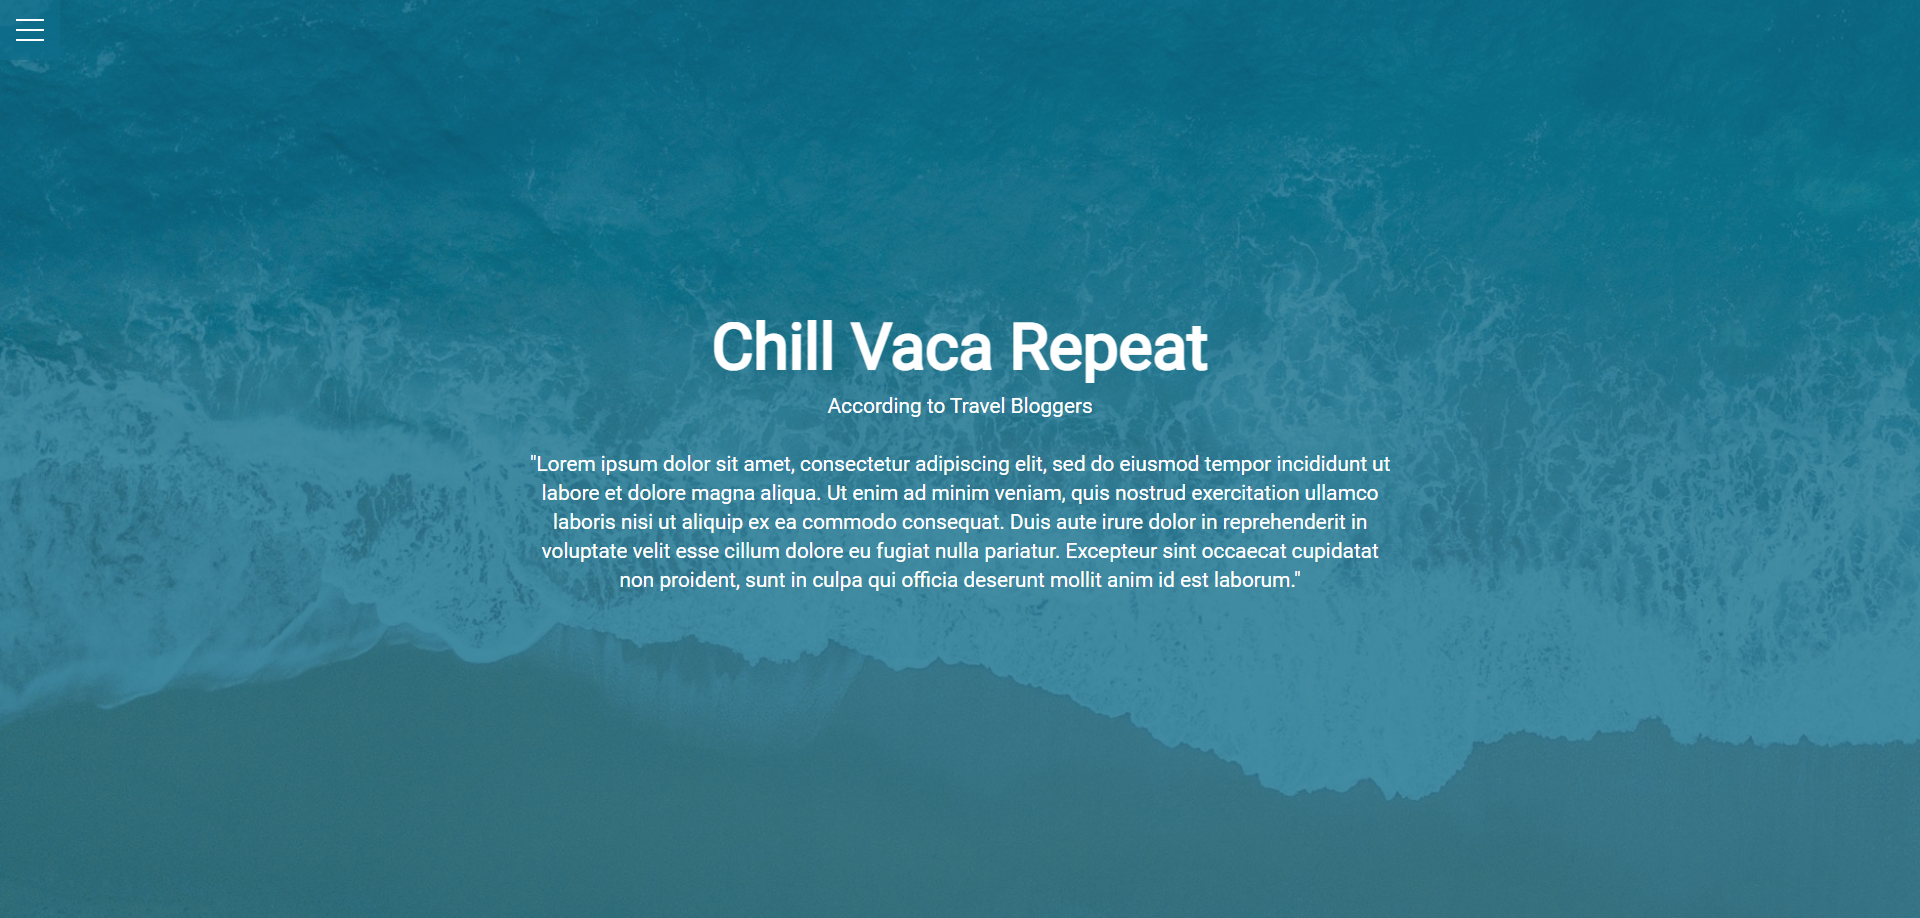 Chill Vaca Repeat
According to Travel Bloggers
"Lorem ipsum dolor sit amet, consectetur adipiscing elit, sed do eiusmod tempor incididunt ut
labore et dolore magna aliqua. Ut enim ad minim veniam, quis nostrud exercitation ullamco
laboris nisi ut aliquip ex ea commodo consequat. Duis aute irure dolor in reprehenderit in
voluptate velit esse cillum dolore eu fugiat nulla pariatur. Excepteur sint occaecat cupidatat
non proident, sunt in culpa qui officia deserunt mollit anim id est laborum."